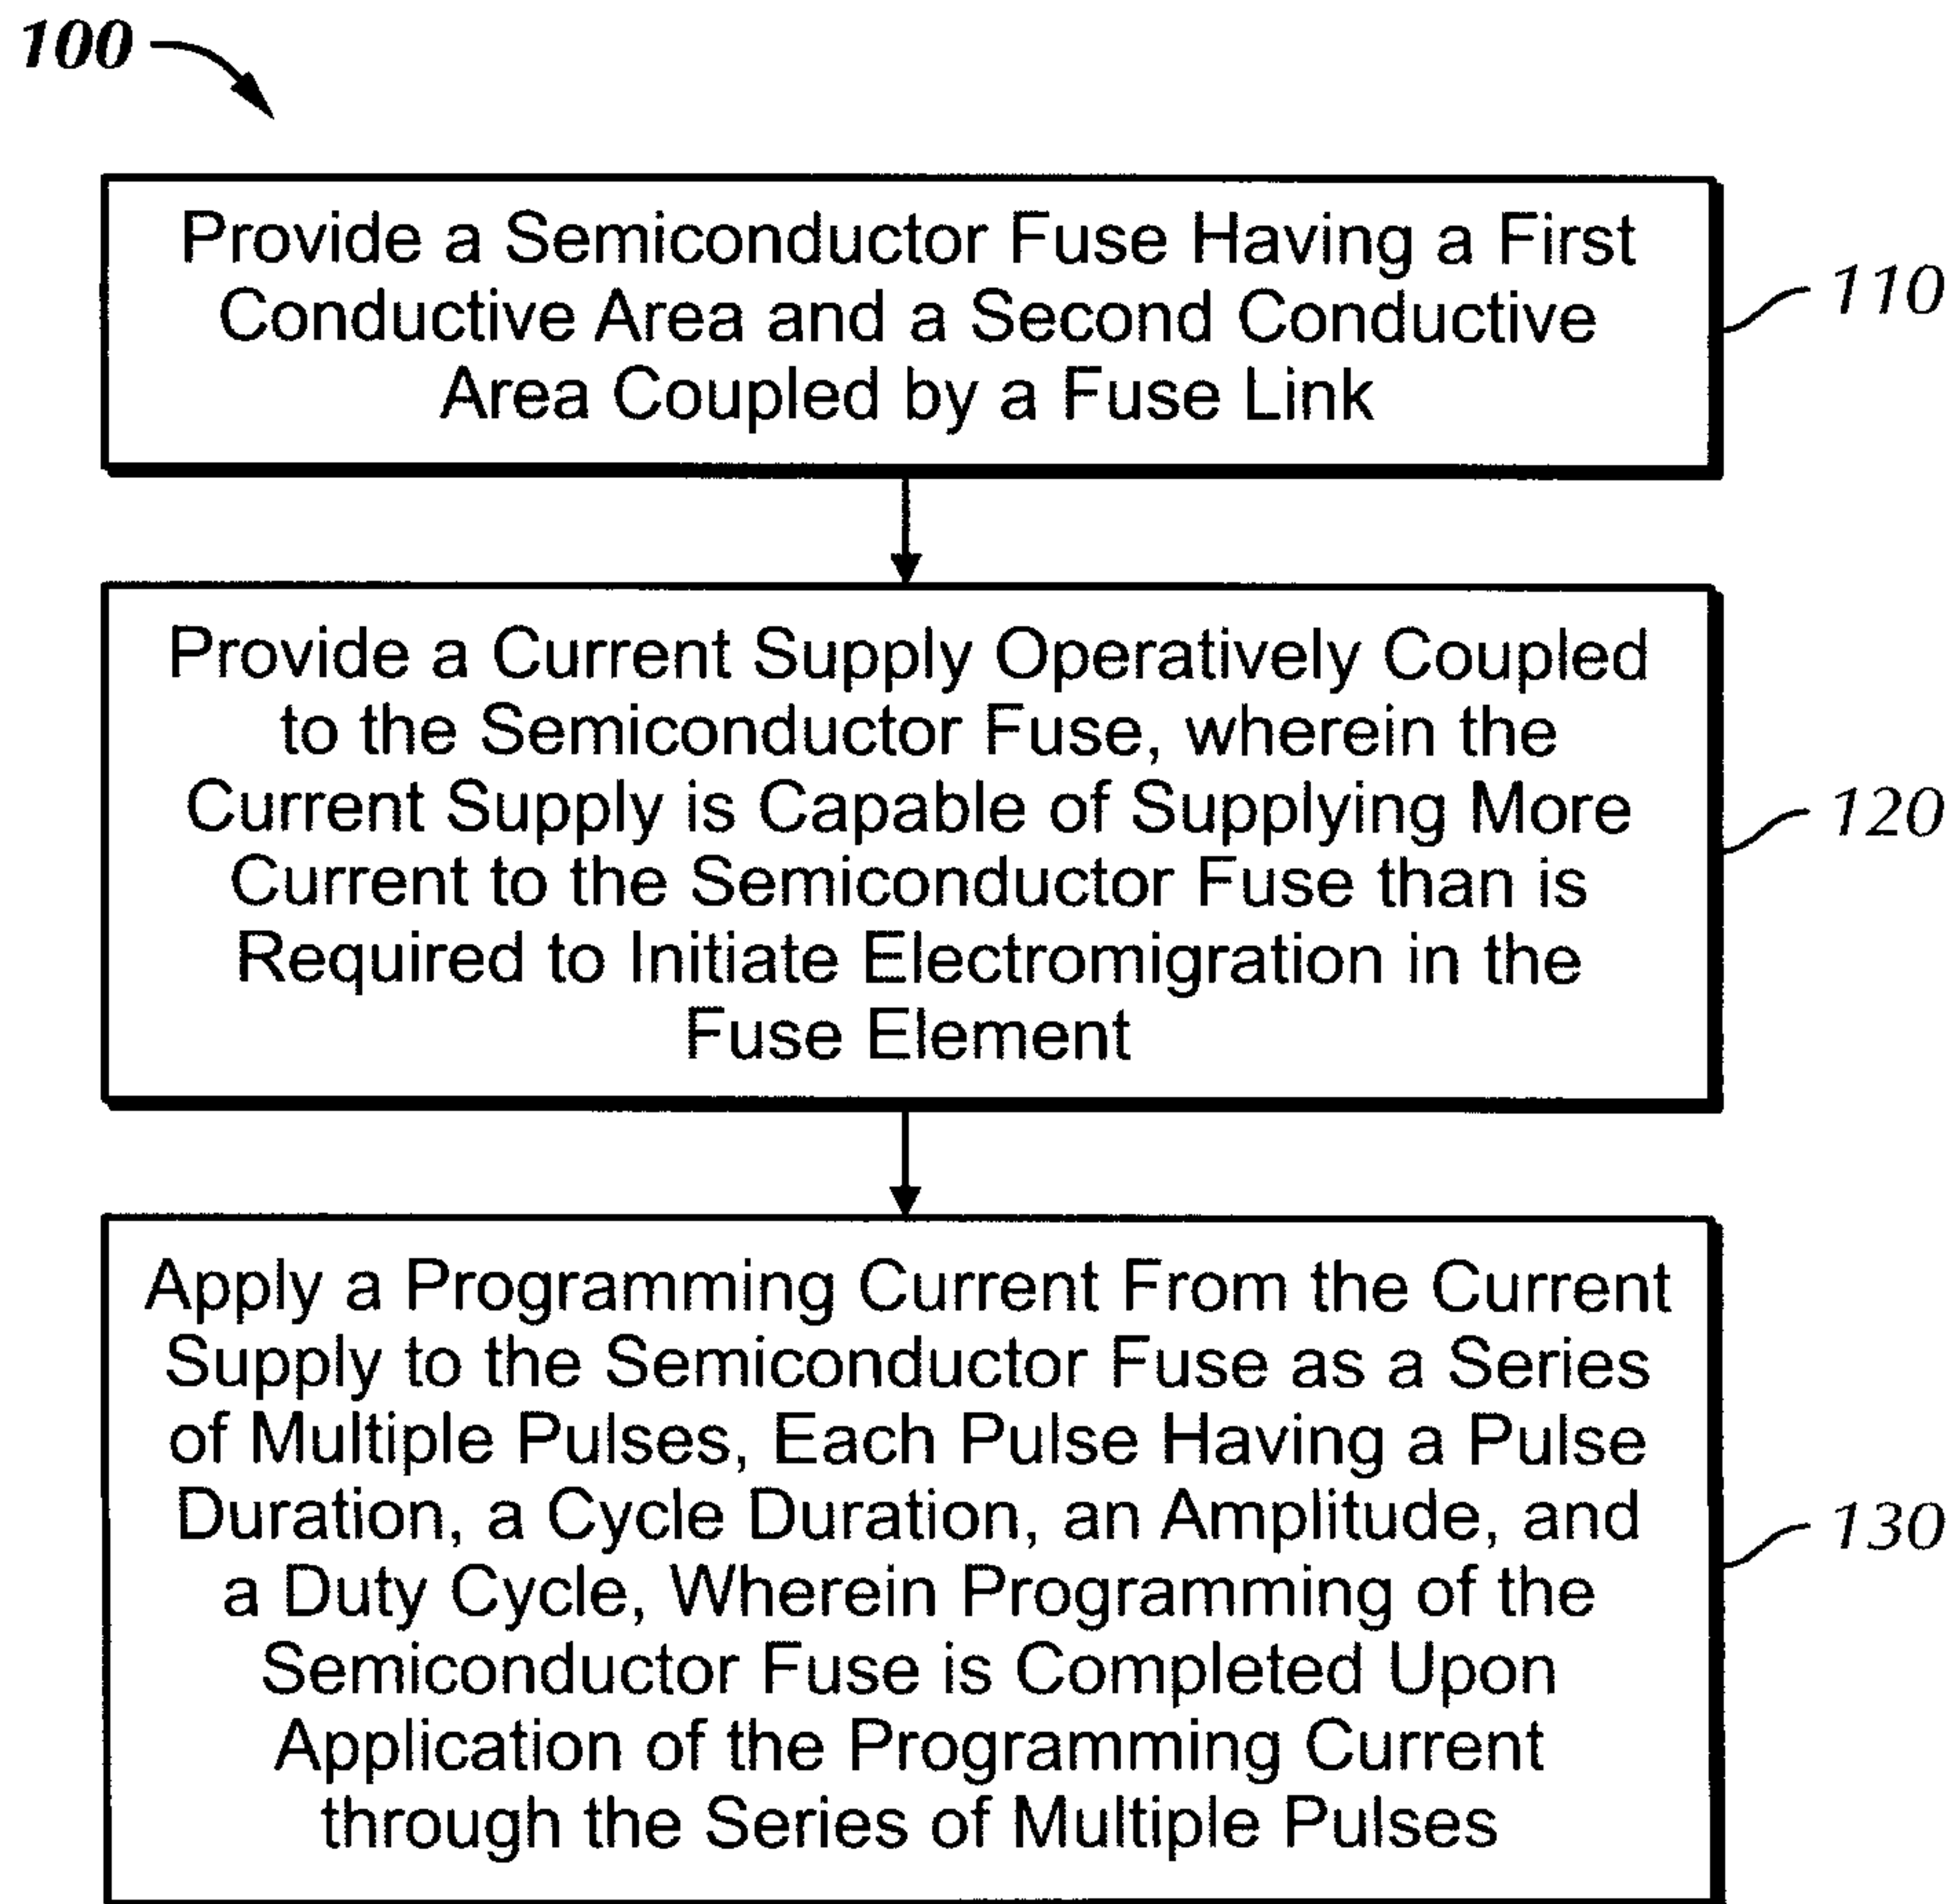 100
Provide a Semiconductor Fuse Having a First
Conductive Area and a Second Conductive
Area Coupled by a Fuse Link
110
Provide a Current Supply Operatively Coupled
to the Semiconductor Fuse, wherein the
Current Supply is Capable of Supplying More
Current to the Semiconductor Fuse than is
Required to Initiate Electromigration in the
Fuse Element
120
Apply a Programming Current From the Current
Supply to the Semiconductor Fuse as a Series
of Multiple Pulses, Each Pulse Having a Pulse
Duration, a Cycle Duration, an Amplitude, and
a Duty Cycle, Wherein Programming of the
Semiconductor Fuse is Completed Upon
Application of the Programming Current
through the Series of Multiple Pulses
130